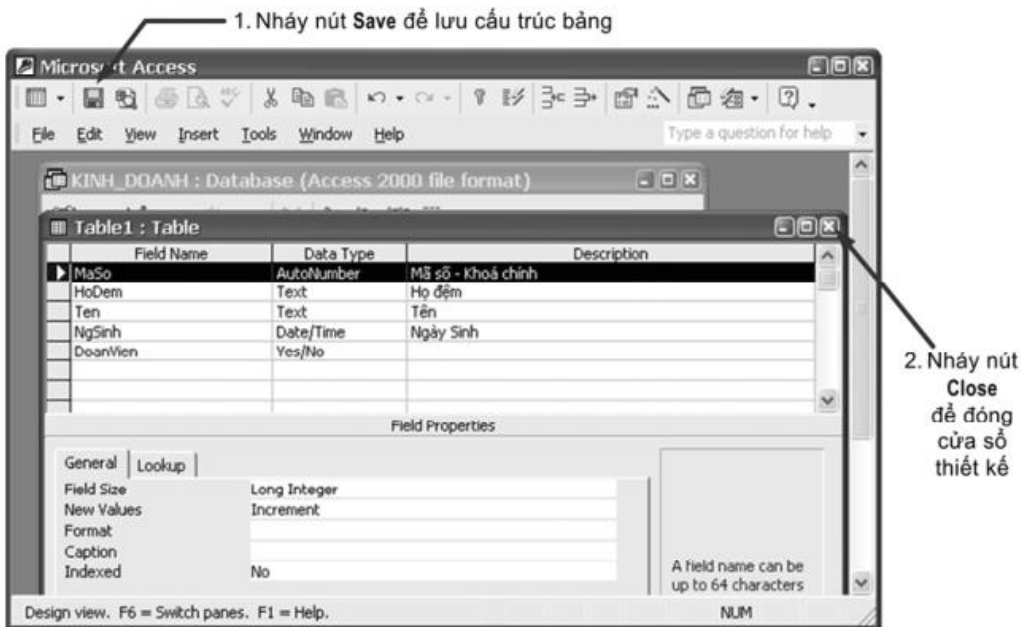 1. Nháy nút Save để lưu cấu trúc bảng
Microsoft Access
File Edit View Insert Tools Window Help
Type a question for help
KINH_DOANH : Database (Access 2000 file format)
Table1 : Table
Field Name Data Type Description
MaSo AutoNumber Mã số - Khoá chính
HoDem Text Họ đệm
Ten Text Tên
NgSinh Date/Time Ngày Sinh
DoanVien Yes/No
2. Nháy nút
Close
để đóng
cửa sổ
thiết kế
Field Properties
General Lookup
Field Size Long Integer
New Values Increment
Format
Caption
Indexed No
A field name can be
up to 64 characters
Design view. F6 = Switch panes. F1 = Help. NUM